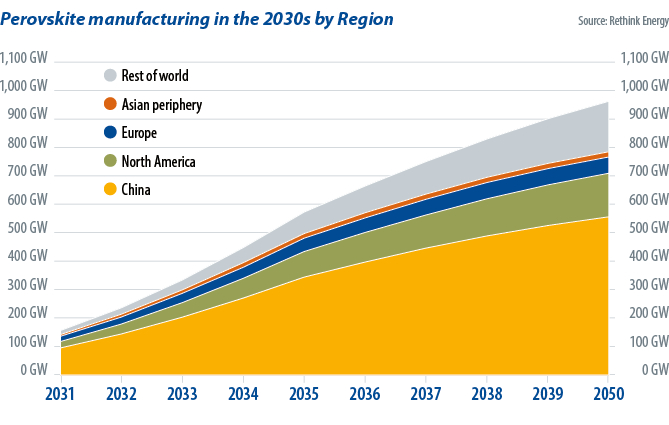 Perovskite manufacturing in the 2030s by Region
Source: Rethink Energy
1,100 GW 1,100 GW
1,000 GW 1,000 GW
900 GW 900 GW
800 GW 800 GW
700 GW 700 GW
600 GW 600 GW
500 GW 500 GW
400 GW 400 GW
300 GW 300 GW
200 GW 200 GW
100 GW 100 GW
0 GW 0 GW
Rest of world
Asian periphery
Europe
North America
China
2031 2032 2033 2034 2035 2036 2037 2038 2039 2050